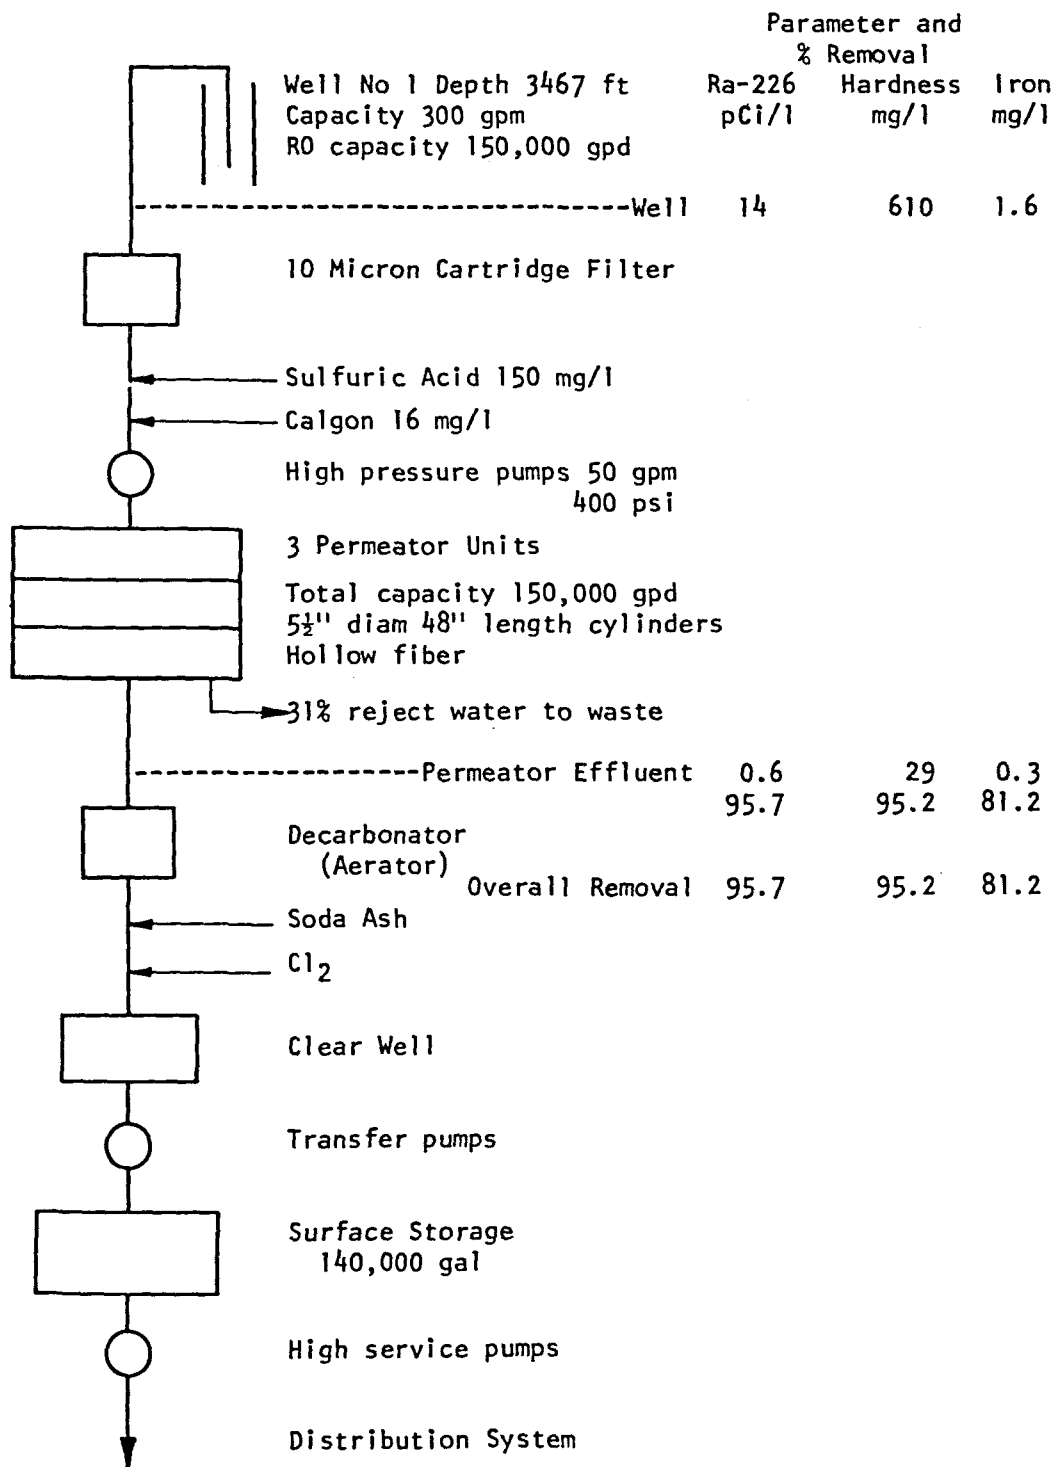 Parameter and
% Removal
Well No 1 Depth 3467 ft Ra-226 Hardness Iron
Capacity 300 gpm pCi/l mg/l mg/l
RO capacity 150,000 gpd
Well 14 610 1.6
10 Micron Cartridge Filter
Sulfuric Acid 150 mg/l
Calgon 16 mg/l
High pressure pumps 50 gpm
400 psi
3 Permeator Units
Total capacity 150,000 gpd
5½" diam 48" length cylinders
Hollow fiber
31% reject water to waste
Permeator Effluent 0.6 29 0.3
95.7 95.2 81.2
Decarbonator
(Aerator)
Overall Removal 95.7 95.2 81.2
Soda Ash
Cl₂
Clear Well
Transfer pumps
Surface Storage
140,000 gal
High service pumps
Distribution System